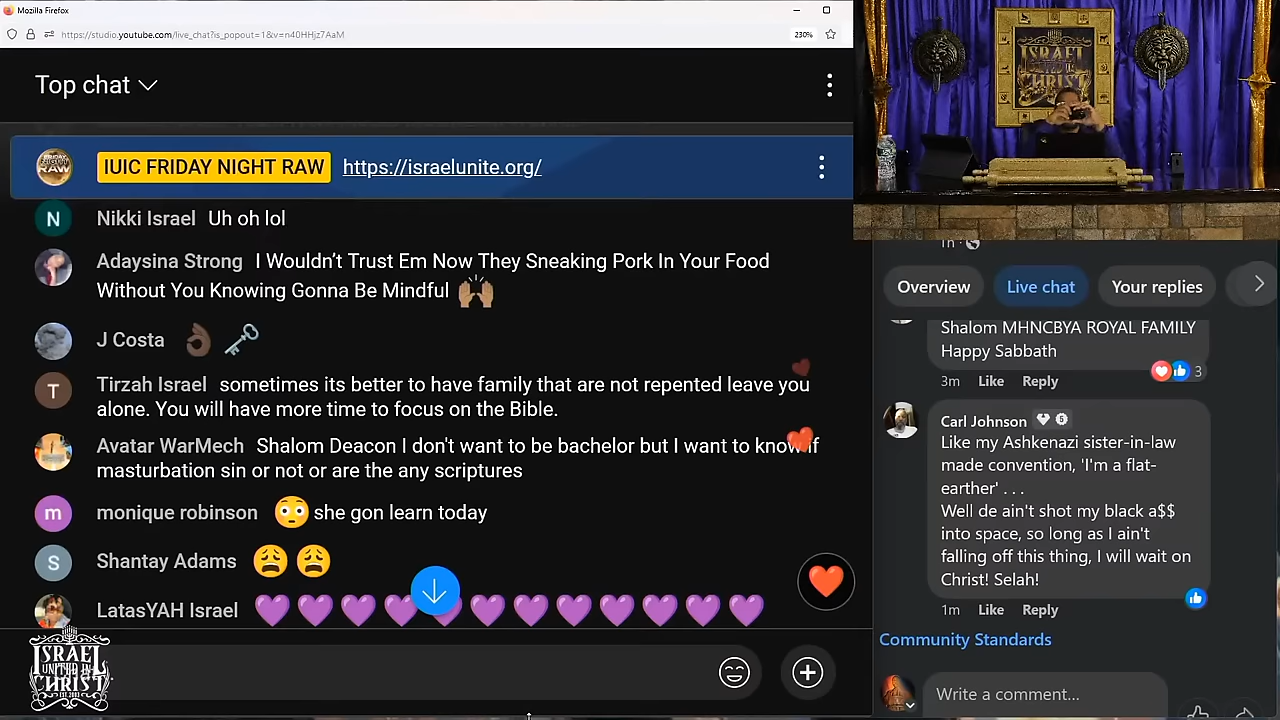 Mozilla Firefox
https://studio.youtube.com/live_chat?is_popout=1&v=n40HHjz7AaM
230%
Top chat
IUIC FRIDAY NIGHT RAW https://israelunite.org/
N Nikki Israel Uh oh lol
Adaysina Strong I Wouldn't Trust Em Now They Sneaking Pork In Your Food
Without You Knowing Gonna Be Mindful 🙌🏽
J Costa 👌🏾 🗝️
T Tirzah Israel sometimes its better to have family that are not repented leave you
alone. You will have more time to focus on the Bible.
Avatar WarMech Shalom Deacon I don't want to be bachelor but I want to know if
masturbation sin or not or are the any scriptures
m monique robinson 😳 she gon learn today
S Shantay Adams 😩 😩
LatasYAH Israel 💜💜💜💜💜💜💜💜💜💜💜💜
ISRAEL
UNITED IN
CHRIST
EST. 2003
ISRAEL
UNITED IN
CHRIST
1h
Overview Live chat Your replies
Shalom MHNCBYA ROYAL FAMILY
Happy Sabbath
3m Like Reply 3
Carl Johnson
Like my Ashkenazi sister-in-law
made convention, 'I'm a flat-
earther' . . .
Well de ain't shot my black a$$
into space, so long as I ain't
falling off this thing, I will wait on
Christ! Selah!
1m Like Reply
Community Standards
Write a comment...